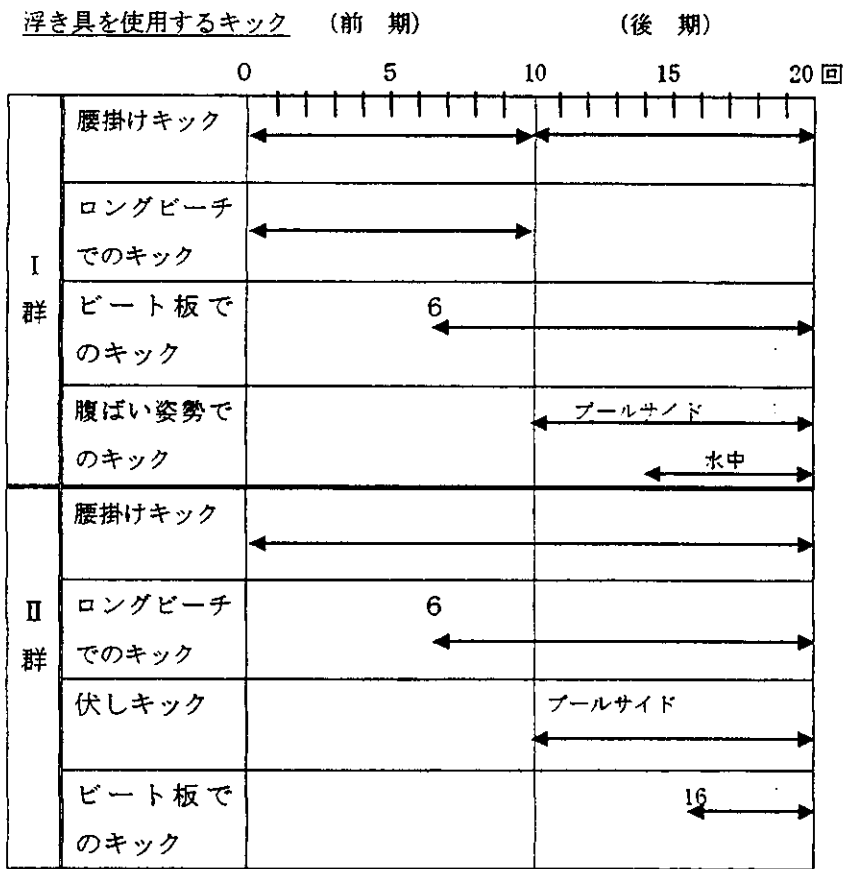 浮き具を使用するキック (前 期) (後 期)
0 5 10 15 20回
Ⅰ群
腰掛けキック
ロングビーチ
でのキック
ビート板で
のキック
6
腹ばい姿勢で
のキック
プールサイド
水中
Ⅱ群
腰掛けキック
ロングビーチ
でのキック
6
伏しキック
プールサイド
ビート板で
のキック
16